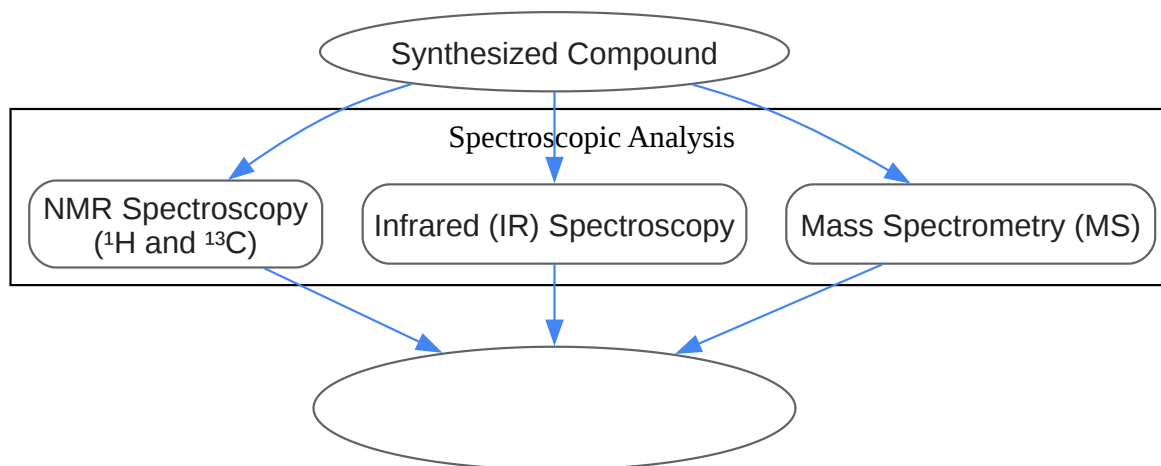 Synthesized Compound
Spectroscopic Analysis
NMR Spectroscopy
(¹H and ¹³C)
Infrared (IR) Spectroscopy
Mass Spectrometry (MS)